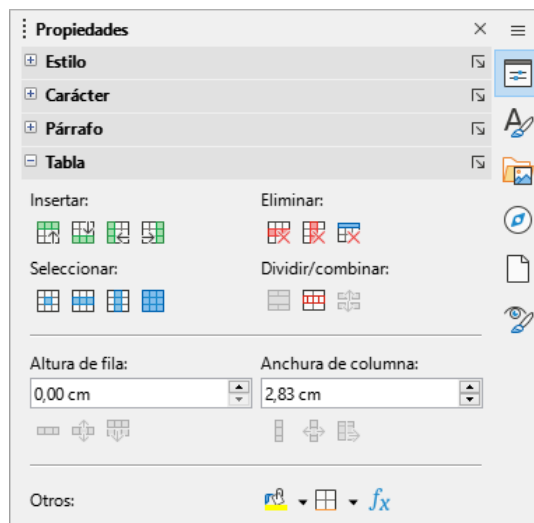 Propiedades
Estilo
Carácter
Párrafo
Tabla
Insertar: Eliminar:
Seleccionar: Dividir/combinar:
Altura de fila: Anchura de columna:
0,00 cm 2,83 cm
Otros: fx